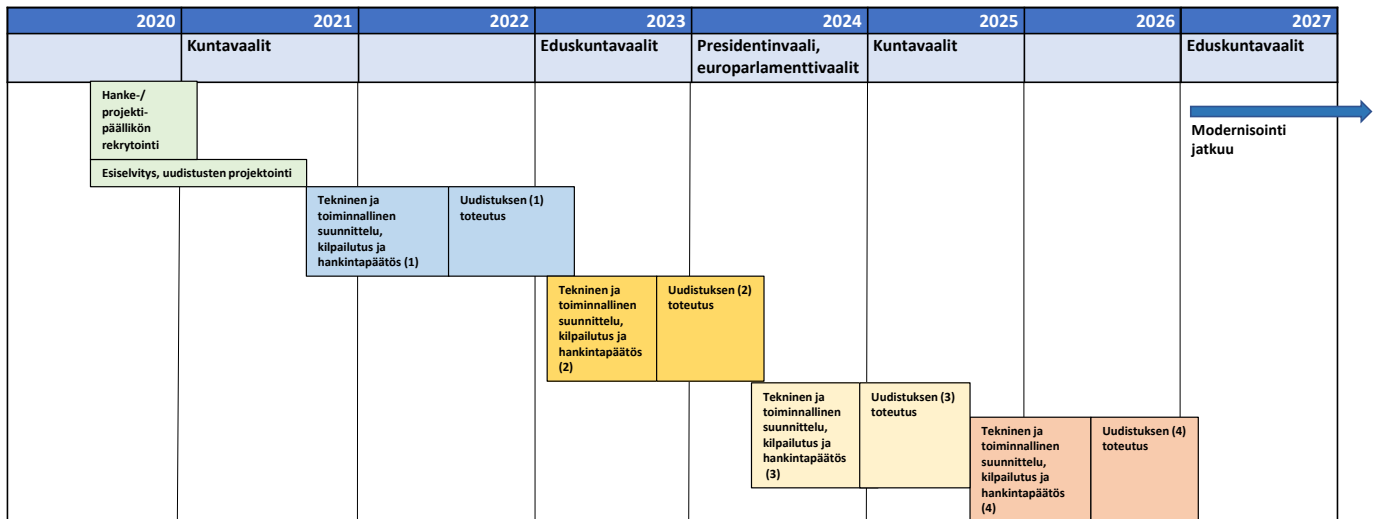 2020 2021 2022 2023 2024 2025 2026 2027
Kuntavaalit Eduskuntavaalit Presidentinvaali, Kuntavaalit Eduskuntavaalit
europarlamenttivaalit
Hanke-/
projekti-
päällikön
rekrytointi
Modernisointi
jatkuu
Esiselvitys, uudistusten projektointi
Tekninen ja
toiminnallinen
suunnittelu,
kilpailutus ja
hankintapäätös (1)
Uudistuksen (1)
toteutus
Tekninen ja
toiminnallinen
suunnittelu,
kilpailutus ja
hankintapäätös
(2)
Uudistuksen (2)
toteutus
Tekninen ja
toiminnallinen
suunnittelu,
kilpailutus ja
hankintapäätös
(3)
Uudistuksen (3)
toteutus
Tekninen ja
toiminnallinen
suunnittelu,
kilpailutus ja
hankintapäätös
(4)
Uudistuksen (4)
toteutus